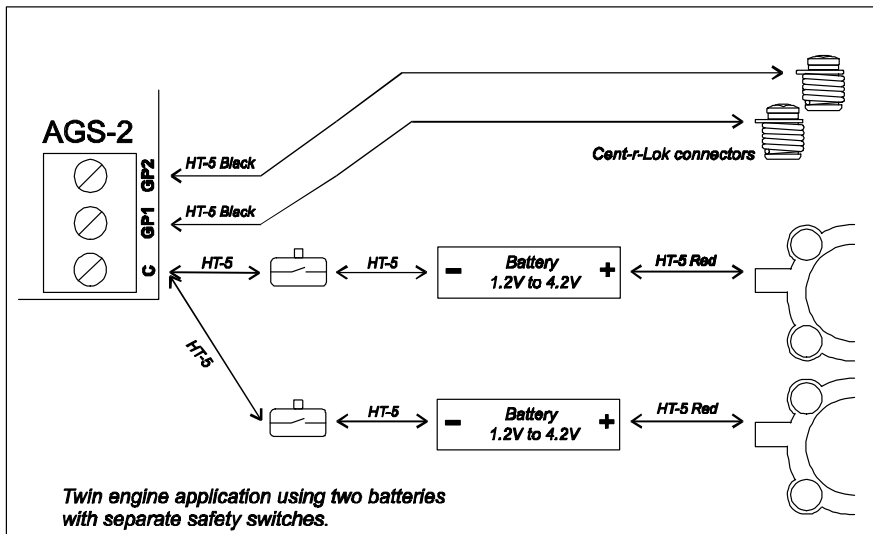 AGS-2
GP2
GP1
C
HT-5 Black
HT-5 Black
Cent-r-Lok connectors
HT-5
HT-5
− Battery +
1.2V to 4.2V
HT-5 Red
HT-5
HT-5
− Battery +
1.2V to 4.2V
HT-5 Red
Twin engine application using two batteries
with separate safety switches.